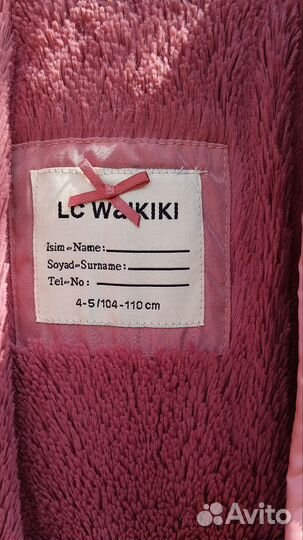 LC WaIKIKI
Isim-Name:
Soyad-Surname:
Tel-No:
4-5/104-110 cm
Avito